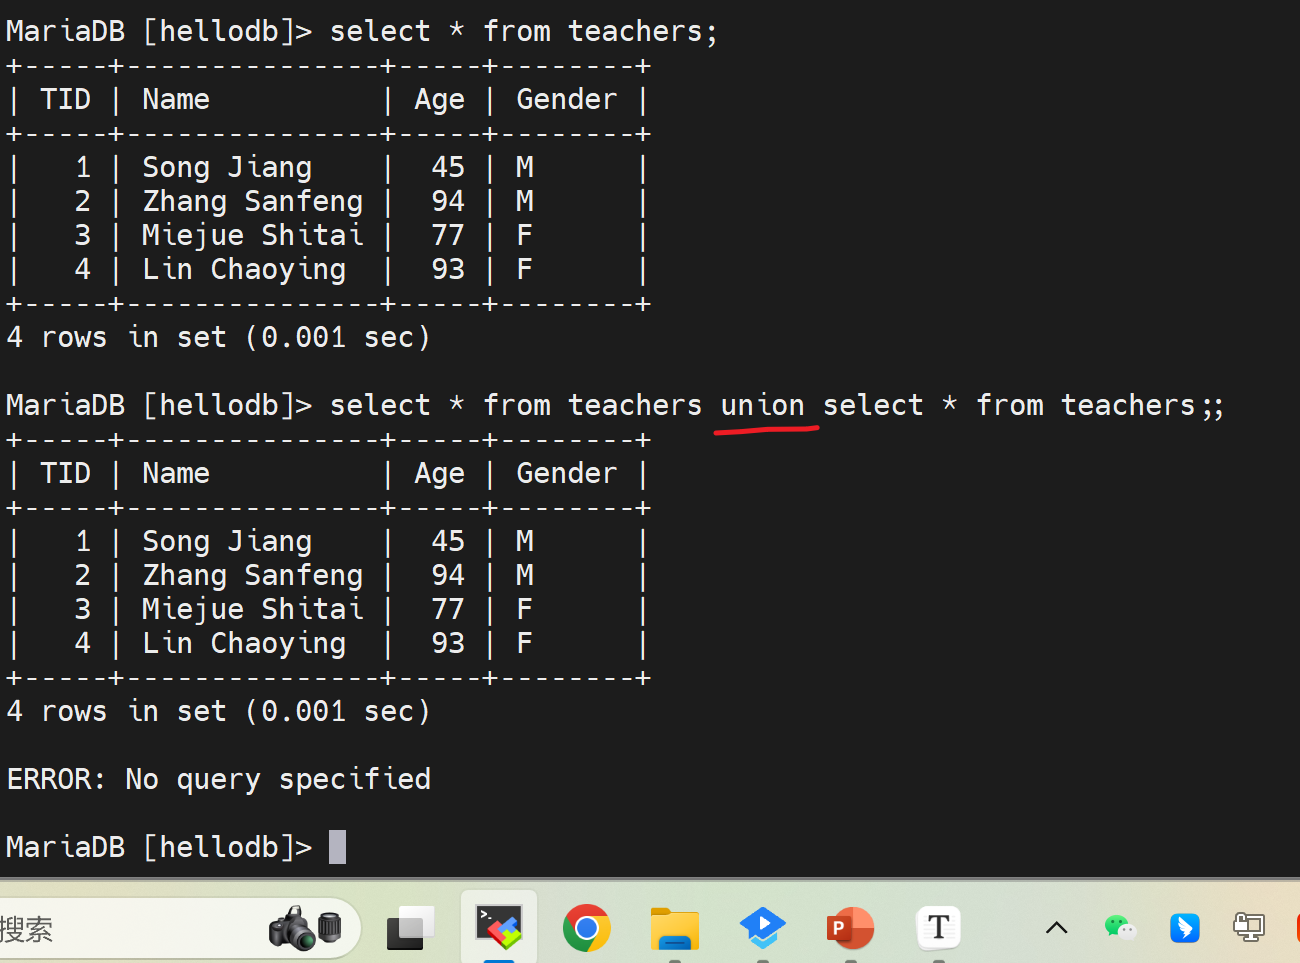 MariaDB [hellodb]> select * from teachers;
+-----+---------------+-----+--------+
| TID | Name          | Age | Gender |
+-----+---------------+-----+--------+
|   1 | Song Jiang    |  45 | M      |
|   2 | Zhang Sanfeng |  94 | M      |
|   3 | Miejue Shitai |  77 | F      |
|   4 | Lin Chaoying  |  93 | F      |
+-----+---------------+-----+--------+
4 rows in set (0.001 sec)
MariaDB [hellodb]> select * from teachers union select * from teachers;;
+-----+---------------+-----+--------+
| TID | Name          | Age | Gender |
+-----+---------------+-----+--------+
|   1 | Song Jiang    |  45 | M      |
|   2 | Zhang Sanfeng |  94 | M      |
|   3 | Miejue Shitai |  77 | F      |
|   4 | Lin Chaoying  |  93 | F      |
+-----+---------------+-----+--------+
4 rows in set (0.001 sec)
ERROR: No query specified
MariaDB [hellodb]>
搜索
P
T